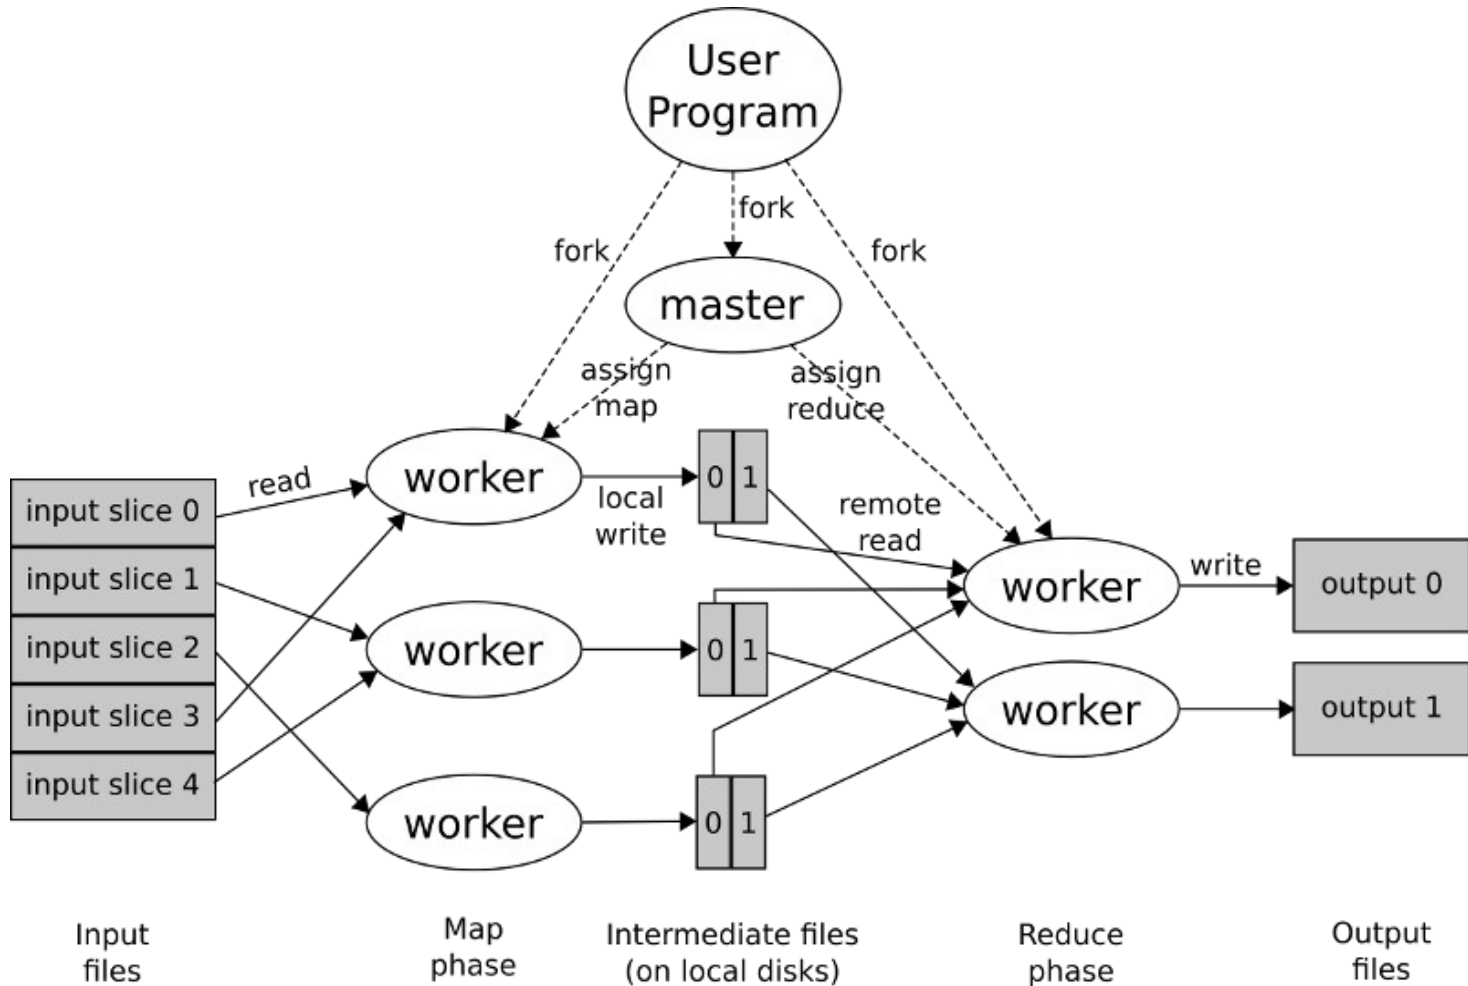 User
Program
fork
fork
fork
master
assign
map
assign
reduce
read
worker
local
write
0 1
remote
read
input slice 0
input slice 1
input slice 2
input slice 3
input slice 4
worker
0 1
worker
write
output 0
worker
output 1
worker
0 1
Input
files
Map
phase
Intermediate files
(on local disks)
Reduce
phase
Output
files